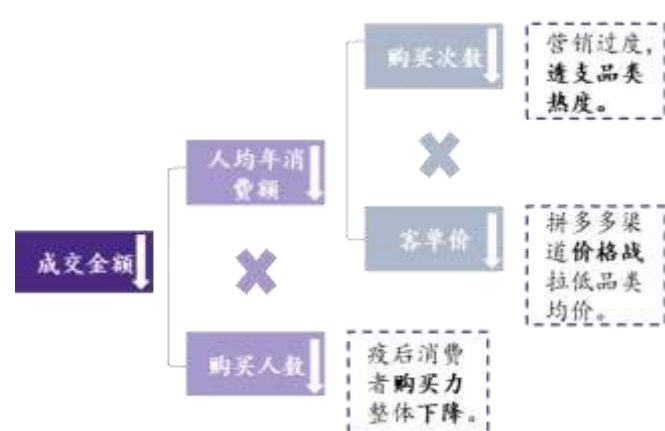 购买次数
营销过度，
透支品类
热度。
人均年消
费额
成交金额
客单价
拼多多渠
道价格战
拉低品类
均价。
购买人数
疫后消费
者购买力
整体下降。